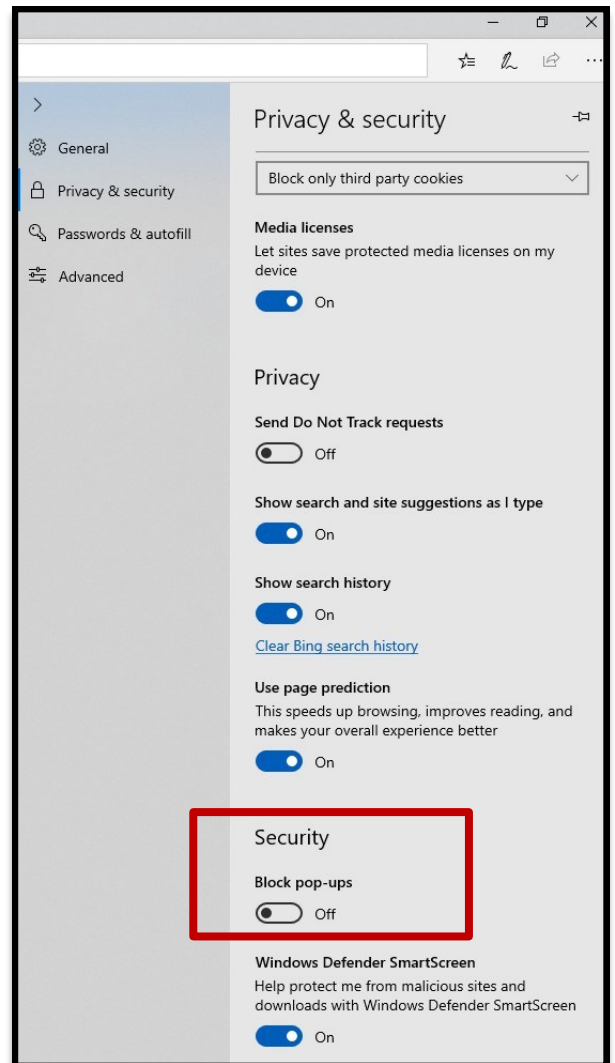 General
Privacy & security
Passwords & autofill
Advanced
Privacy & security
Block only third party cookies
Media licenses
Let sites save protected media licenses on my
device
On
Privacy
Send Do Not Track requests
Off
Show search and site suggestions as I type
On
Show search history
On
Clear Bing search history
Use page prediction
This speeds up browsing, improves reading, and
makes your overall experience better
On
Security
Block pop-ups
Off
Windows Defender SmartScreen
Help protect me from malicious sites and
downloads with Windows Defender SmartScreen
On